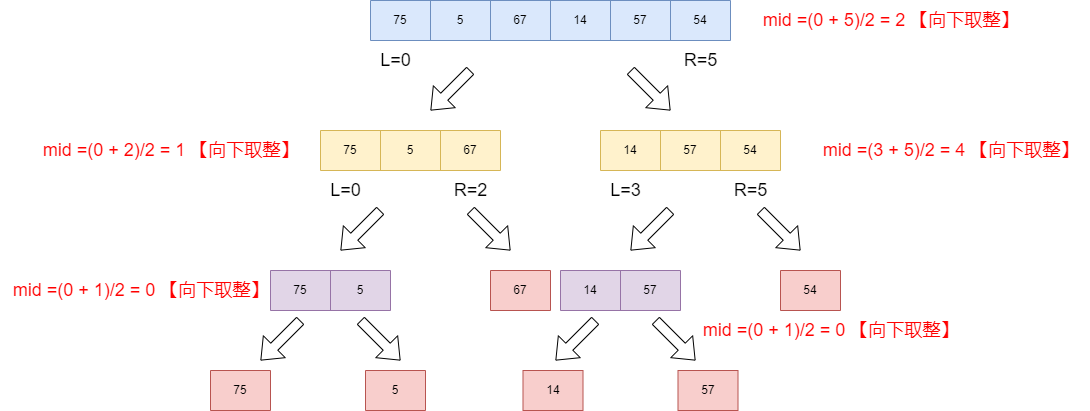 75 5 67 14 57 54 mid =(0 + 5)/2 = 2 【向下取整】
L=0 R=5
mid =(0 + 2)/2 = 1 【向下取整】 75 5 67 14 57 54 mid =(3 + 5)/2 = 4 【向下取整】
L=0 R=2 L=3 R=5
mid =(0 + 1)/2 = 0 【向下取整】 75 5 67 14 57 54
mid =(0 + 1)/2 = 0 【向下取整】
75 5 14 57